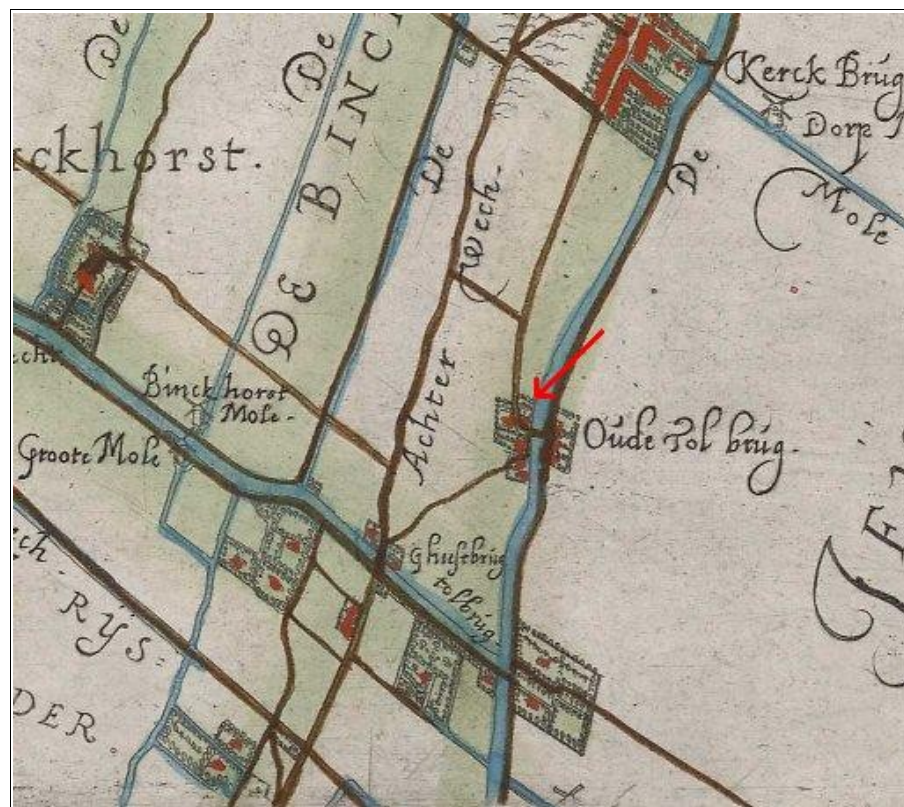 De
De
DE BINC
De
De
Kerck Brug
Dorp
Mole
ckhorst.
Wech-
Achter
Binckhorst
Mole-
Groote Mole
Oude Tol brug-
tolbrug
RYS-
DER.